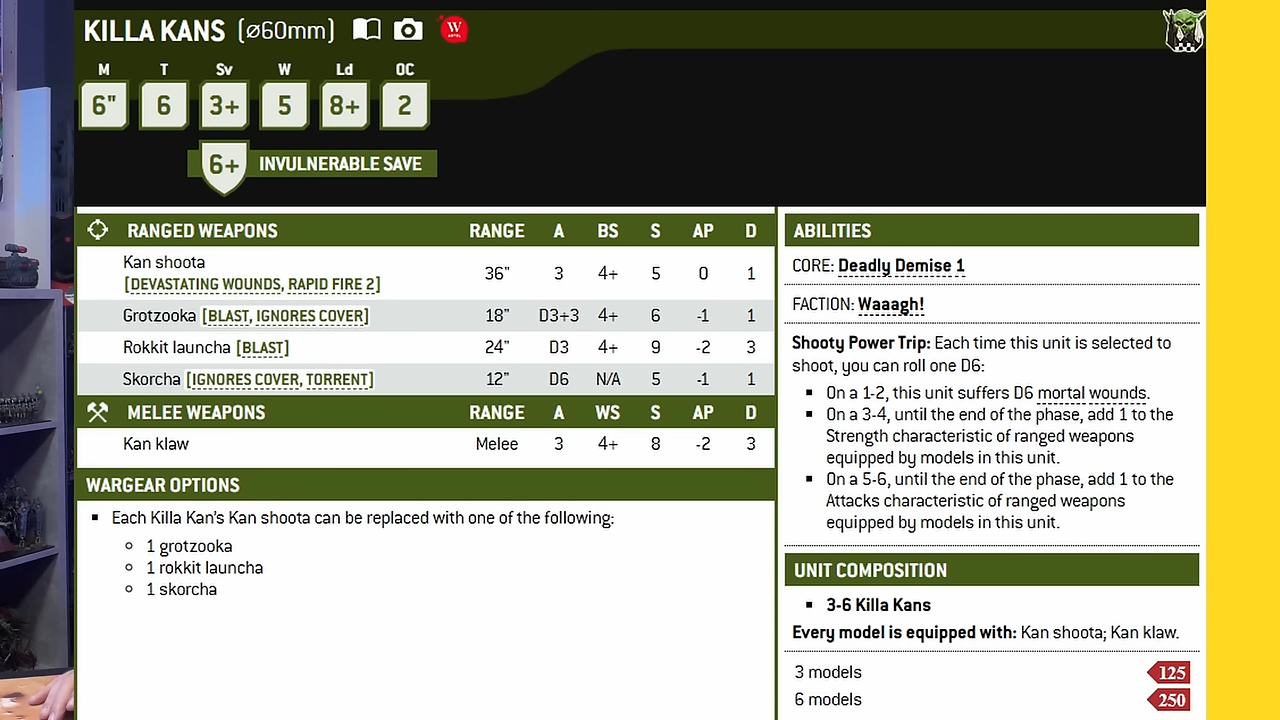 KILLA KANS (⌀60mm)
M T Sv W Ld OC
6" 6 3+ 5 8+ 2
6+ INVULNERABLE SAVE
RANGED WEAPONS RANGE A BS S AP D
Kan shoota
[DEVASTATING WOUNDS, RAPID FIRE 2] 36" 3 4+ 5 0 1
Grotzooka [BLAST, IGNORES COVER] 18" D3+3 4+ 6 -1 1
Rokkit launcha [BLAST] 24" D3 4+ 9 -2 3
Skorcha [IGNORES COVER, TORRENT] 12" D6 N/A 5 -1 1
MELEE WEAPONS RANGE A WS S AP D
Kan klaw Melee 3 4+ 8 -2 3
WARGEAR OPTIONS
▪ Each Killa Kan's Kan shoota can be replaced with one of the following:
◦ 1 grotzooka
◦ 1 rokkit launcha
◦ 1 skorcha
ABILITIES
CORE: Deadly Demise 1
FACTION: Waaagh!
Shooty Power Trip: Each time this unit is selected to
shoot, you can roll one D6:
▪ On a 1-2, this unit suffers D6 mortal wounds.
▪ On a 3-4, until the end of the phase, add 1 to the
Strength characteristic of ranged weapons
equipped by models in this unit.
▪ On a 5-6, until the end of the phase, add 1 to the
Attacks characteristic of ranged weapons
equipped by models in this unit.
UNIT COMPOSITION
▪ 3-6 Killa Kans
Every model is equipped with: Kan shoota; Kan klaw.
3 models 125
6 models 250